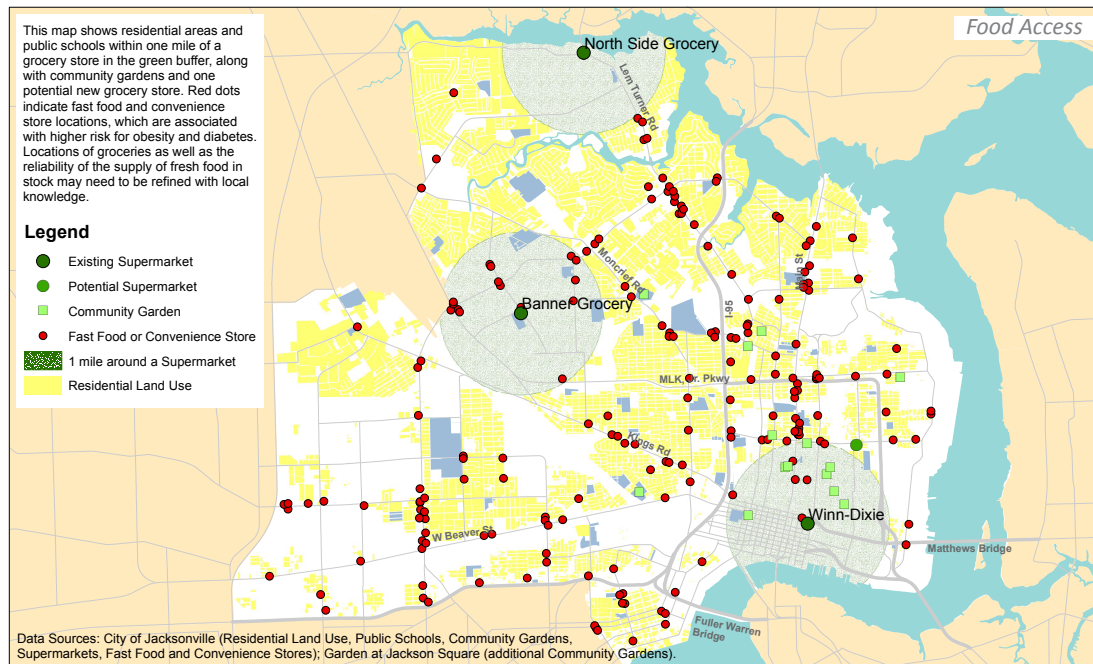 This map shows residential areas and
public schools within one mile of a
grocery store in the green buffer, along
with community gardens and one
potential new grocery store. Red dots
indicate fast food and convenience
store locations, which are associated
with higher risk for obesity and diabetes.
Locations of groceries as well as the
reliability of the supply of fresh food in
stock may need to be refined with local
knowledge.
Legend
Existing Supermarket
Potential Supermarket
Community Garden
Fast Food or Convenience Store
1 mile around a Supermarket
Residential Land Use
Food Access
North Side Grocery
Lem Turner Rd
Moncrief Rd
Main St
I-95
Banner Grocery
MLK, Jr. Pkwy
Kings Rd
W Beaver St
Winn-Dixie
Matthews Bridge
Fuller Warren
Bridge
Data Sources: City of Jacksonville (Residential Land Use, Public Schools, Community Gardens,
Supermarkets, Fast Food and Convenience Stores); Garden at Jackson Square (additional Community Gardens).